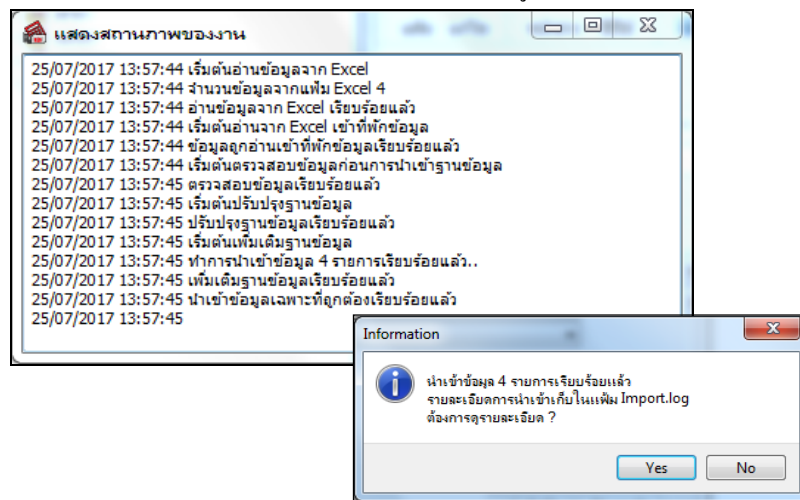 แสดงสถานภาพของงาน
25/07/2017 13:57:44 เริ่มต้นอ่านข้อมูลจาก Excel
25/07/2017 13:57:44 จำนวนข้อมูลจากแฟ้ม Excel 4
25/07/2017 13:57:44 อ่านข้อมูลจาก Excel เรียบร้อยแล้ว
25/07/2017 13:57:44 เริ่มต้นอ่านจาก Excel เข้าที่พักข้อมูล
25/07/2017 13:57:44 ข้อมูลถูกอ่านเข้าที่พักข้อมูลเรียบร้อยแล้ว
25/07/2017 13:57:44 เริ่มต้นตรวจสอบข้อมูลก่อนการนำเข้าฐานข้อมูล
25/07/2017 13:57:45 ตรวจสอบข้อมูลเรียบร้อยแล้ว
25/07/2017 13:57:45 เริ่มต้นปรับปรุงฐานข้อมูล
25/07/2017 13:57:45 ปรับปรุงฐานข้อมูลเรียบร้อยแล้ว
25/07/2017 13:57:45 เริ่มต้นเพิ่มเติมฐานข้อมูล
25/07/2017 13:57:45 ทำการนำเข้าข้อมูล 4 รายการเรียบร้อยแล้ว..
25/07/2017 13:57:45 เพิ่มเติมฐานข้อมูลเรียบร้อยแล้ว
25/07/2017 13:57:45 นำเข้าข้อมูลเฉพาะที่ถูกต้องเรียบร้อยแล้ว
25/07/2017 13:57:45
Information
นำเข้าข้อมูล 4 รายการเรียบร้อยแล้ว
รายละเอียดการนำเข้าเก็บในแฟ้ม Import.log
ต้องการดูรายละเอียด ?
Yes No